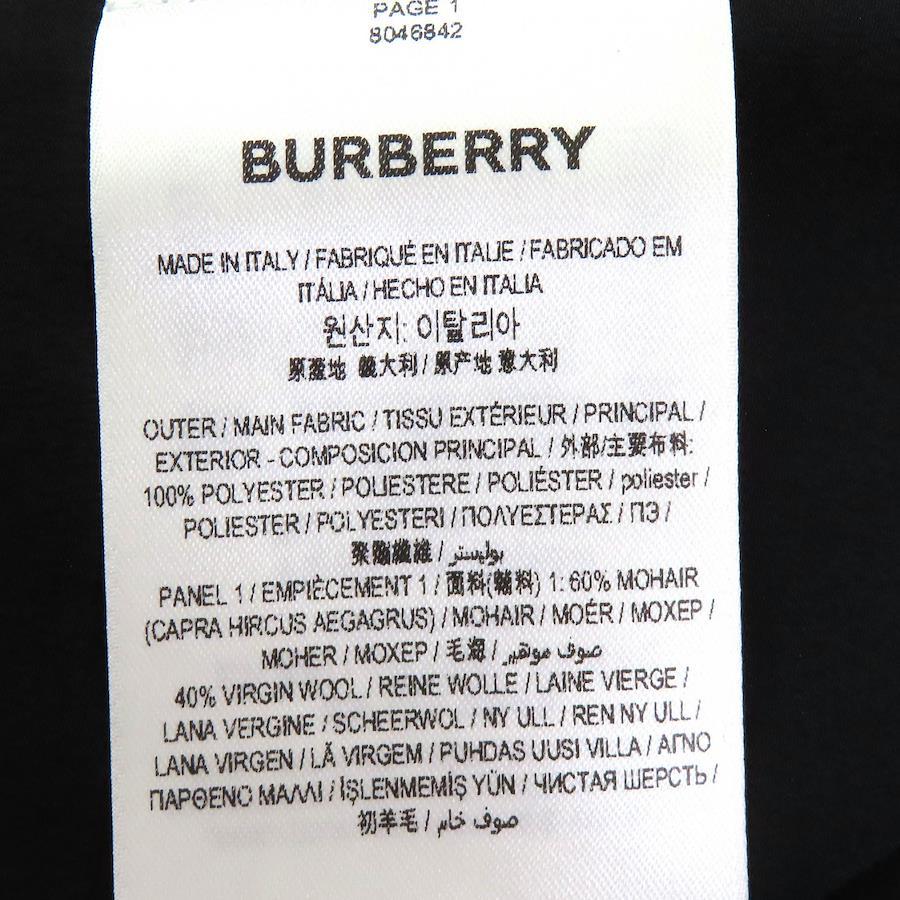 PAGE 1
8046842
BURBERRY
MADE IN ITALY / FABRIQUÉ EN ITALIE / FABRICADO EM
ITÁLIA / HECHO EN ITALIA
원산지: 이탈리아
原產地 義大利 / 原产地 意大利
OUTER / MAIN FABRIC / TISSU EXTÉRIEUR / PRINCIPAL /
EXTERIOR - COMPOSICION PRINCIPAL / 外部/主要布料:
100% POLYESTER / POLIESTERE / POLIÉSTER / poliester /
POLIESTER / POLYESTERI / ΠΟΛΥΕΣΤΕΡΑΣ / ПЭ /
聚酯纖維 / بوليستر
PANEL 1 / EMPIÈCEMENT 1 / 面料(輔料) 1: 60% MOHAIR
(CAPRA HIRCUS AEGAGRUS) / MOHAIR / MOÉR / МОХЕР /
MOHER / МОХЕР / 毛海 / صوف موهير
40% VIRGIN WOOL / REINE WOLLE / LAINE VIERGE /
LANA VERGINE / SCHEERWOL / NY ULL / REN NY ULL /
LANA VIRGEN / LÃ VIRGEM / PUHDAS UUSI VILLA / ΑΓΝΟ
ΠΑΡΘΕΝΟ ΜΑΛΛΙ / İŞLENMEMİŞ YÜN / ЧИСТАЯ ШЕРСТЬ /
初羊毛 / صوف خام